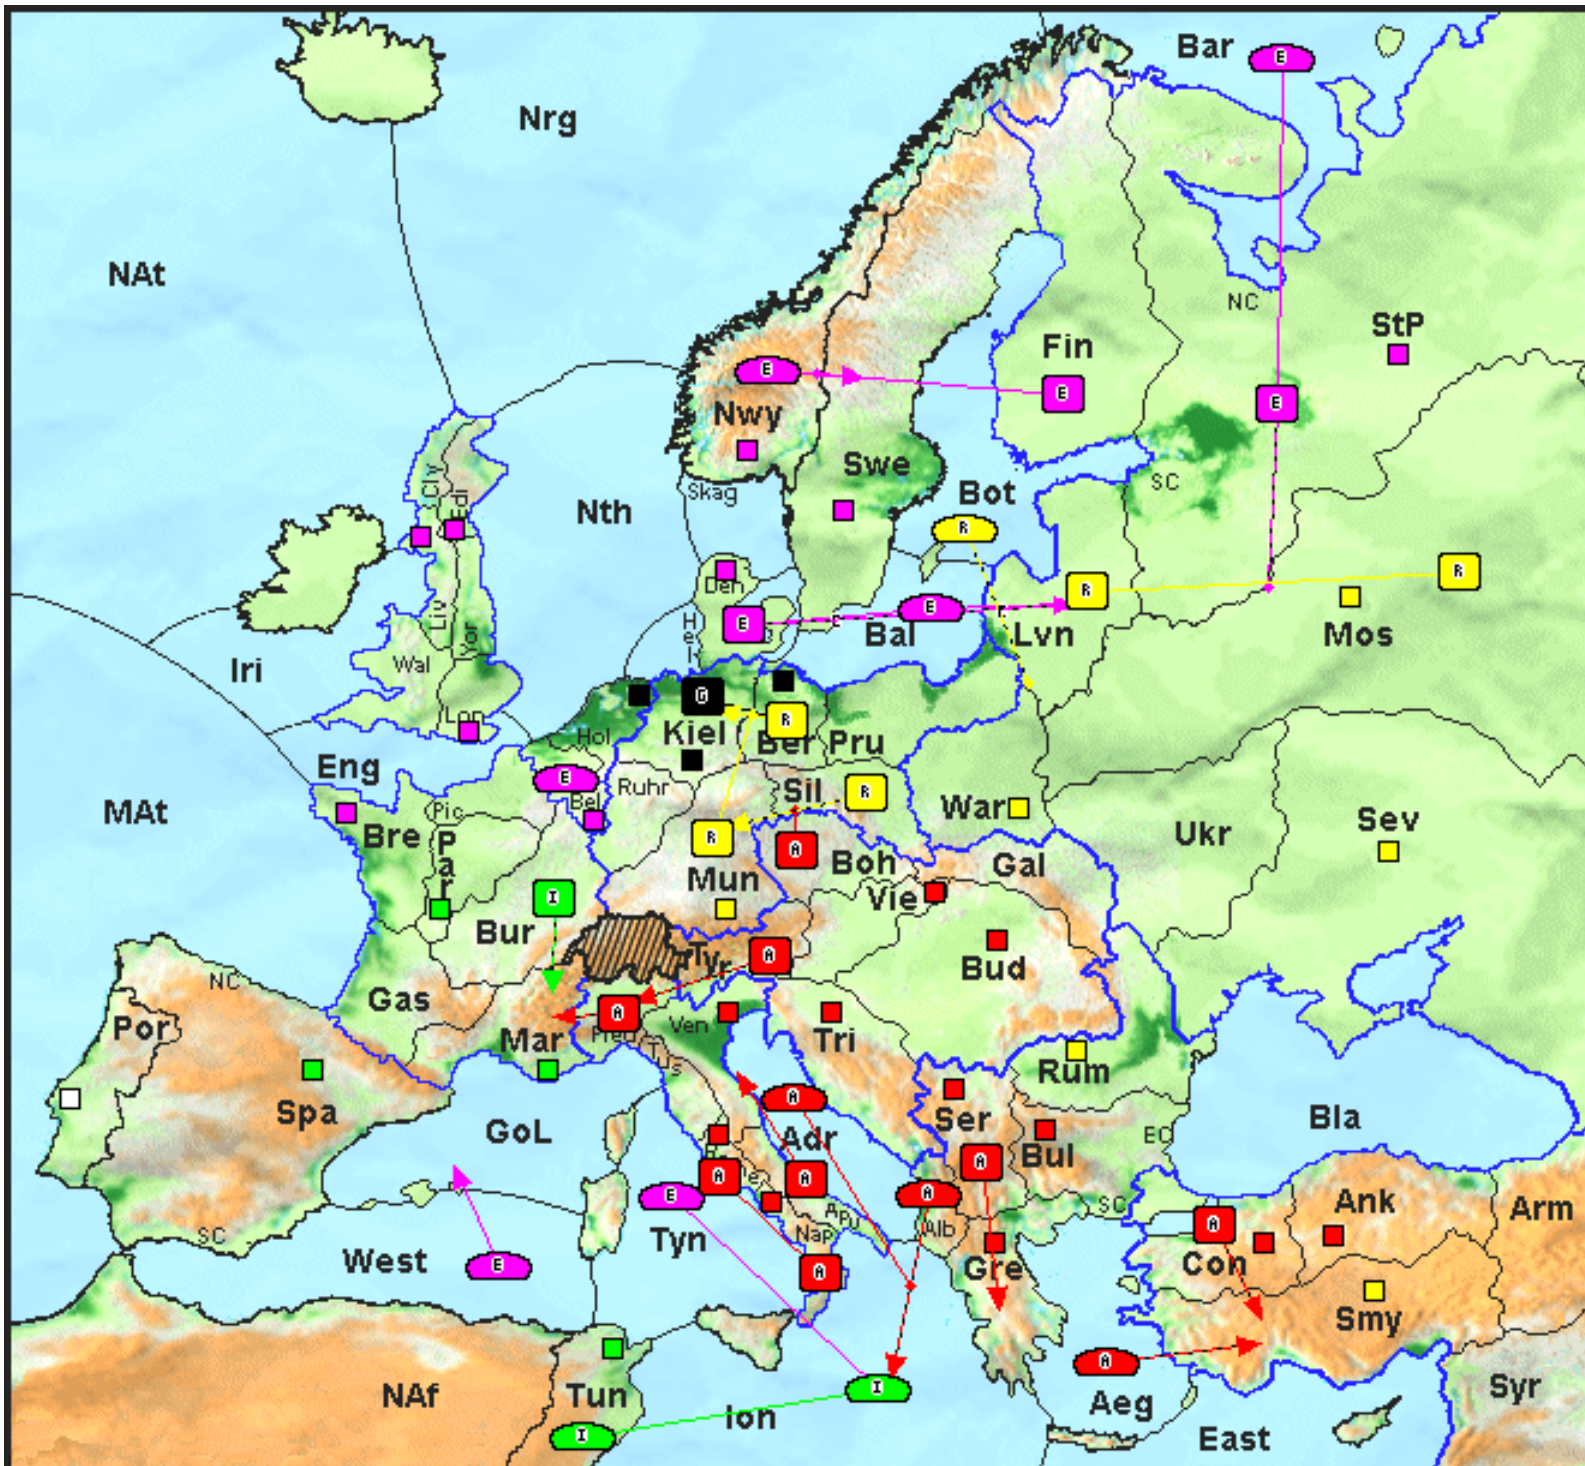 Bar
E
Nrg
NAt
NC
StP
Fin
E
E
E
Nwy
Swe
SC
Cly
Edi
Skag
Bot
Nth
R
R
R
Den
E
E
Liv
Yor
Hel
Bal
Lvn
Mos
Iri
Wal
Lon
G
R
Hol
Kiel
Ber
Pru
Eng
E
Ruhr
Sil
R
MAt
Pic
Bel
War
Ukr
Sev
Bre
Par
R
A
Boh
Gal
Mun
Vie
I
Bur
Tyr
A
Bud
NC
Gas
Por
A
Ven
Mar
Pied
Tus
Tri
Rum
Spa
GoL
A
Adr
Ser
Bla
EC
Bul
A
A
A
E
A
Ank
Arm
SC
Tyn
Apu
Nap
Alb
SC
A
West
E
A
Gre
Con
Smy
A
NAf
Tun
I
I
Ion
Aeg
East
Syr